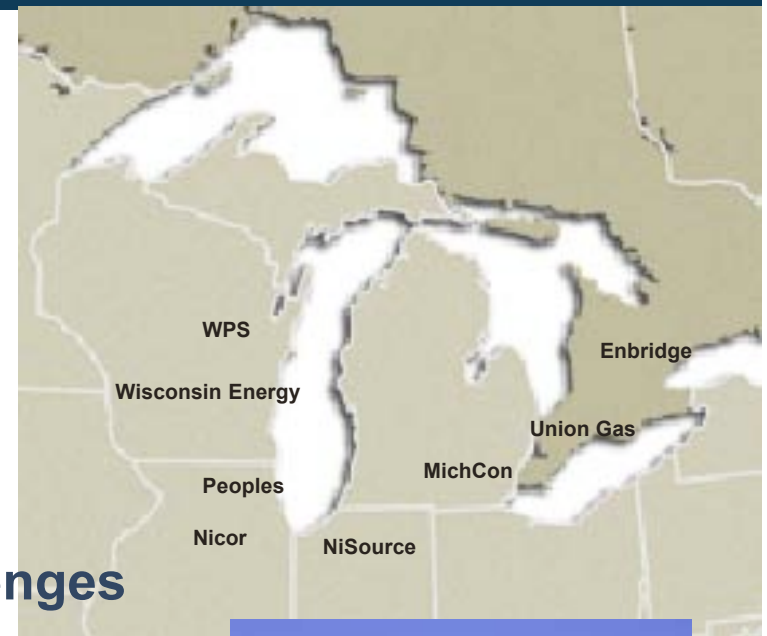 WPS
Enbridge
Wisconsin Energy
Union Gas
MichCon
Peoples
Nicor
NiSource
nges